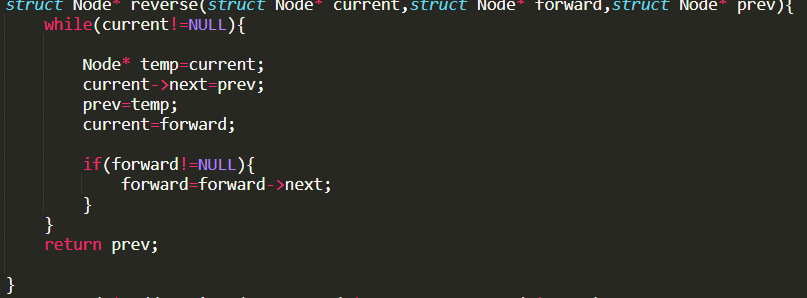 struct Node* reverse(struct Node* current,struct Node* forward,struct Node* prev){
    while(current!=NULL){

        Node* temp=current;
        current->next=prev;
        prev=temp;
        current=forward;

        if(forward!=NULL){
            forward=forward->next;
        }
    }
    return prev;

}